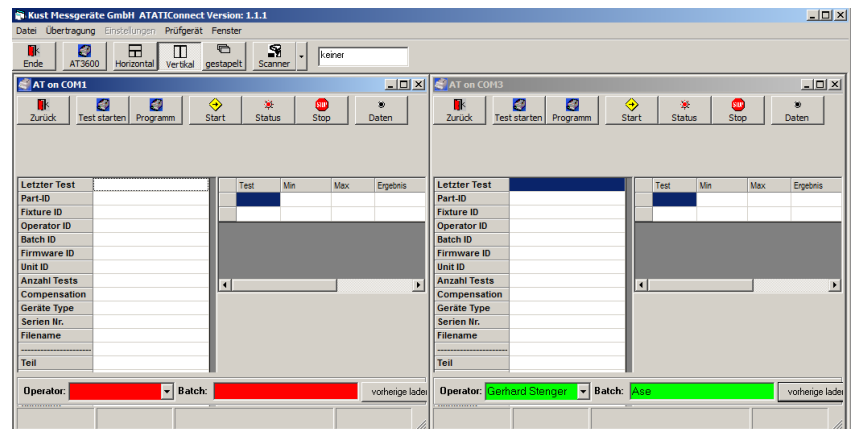 Kust Messgeräte GmbH ATATIConnect Version: 1.1.1
Datei Übertragung Einstellungen Prüfgerät Fenster
Ende AT3600 Horizontal Vertikal gestapelt Scanner keiner
AT on COM1
Zurück Test starten Programm Start Status Stop Daten
Letzter Test
Part-ID
Fixture ID
Operator ID
Batch ID
Firmware ID
Unit ID
Anzahl Tests
Compensation
Geräte Type
Serien Nr.
Filename
----------------------
Teil
Test Min Max Ergebnis
Operator: Batch: vorherige lader
AT on COM3
Zurück Test starten Programm Start Status Stop Daten
Letzter Test
Part-ID
Fixture ID
Operator ID
Batch ID
Firmware ID
Unit ID
Anzahl Tests
Compensation
Geräte Type
Serien Nr.
Filename
----------------------
Teil
Test Min Max Ergebnis
Operator: Gerhard Stenger Batch: Ase vorherige lader